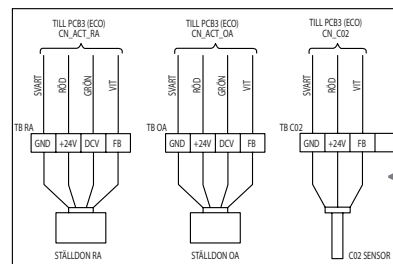 TILL PCB3 (ECO)
CN_ACT_RA
SVART
RÖD
GRÖN
VIT
TB RA
GND
+24V
DCV
FB
STÄLLDON RA
TILL PCB3 (ECO)
CN_ACT_OA
SVART
RÖD
GRÖN
VIT
TB OA
GND
+24V
DCV
FB
STÄLLDON OA
TILL PCB3 (ECO)
CN_C02
SVART
RÖD
VIT
TB C02
GND
+24V
FB
C02 SENSOR